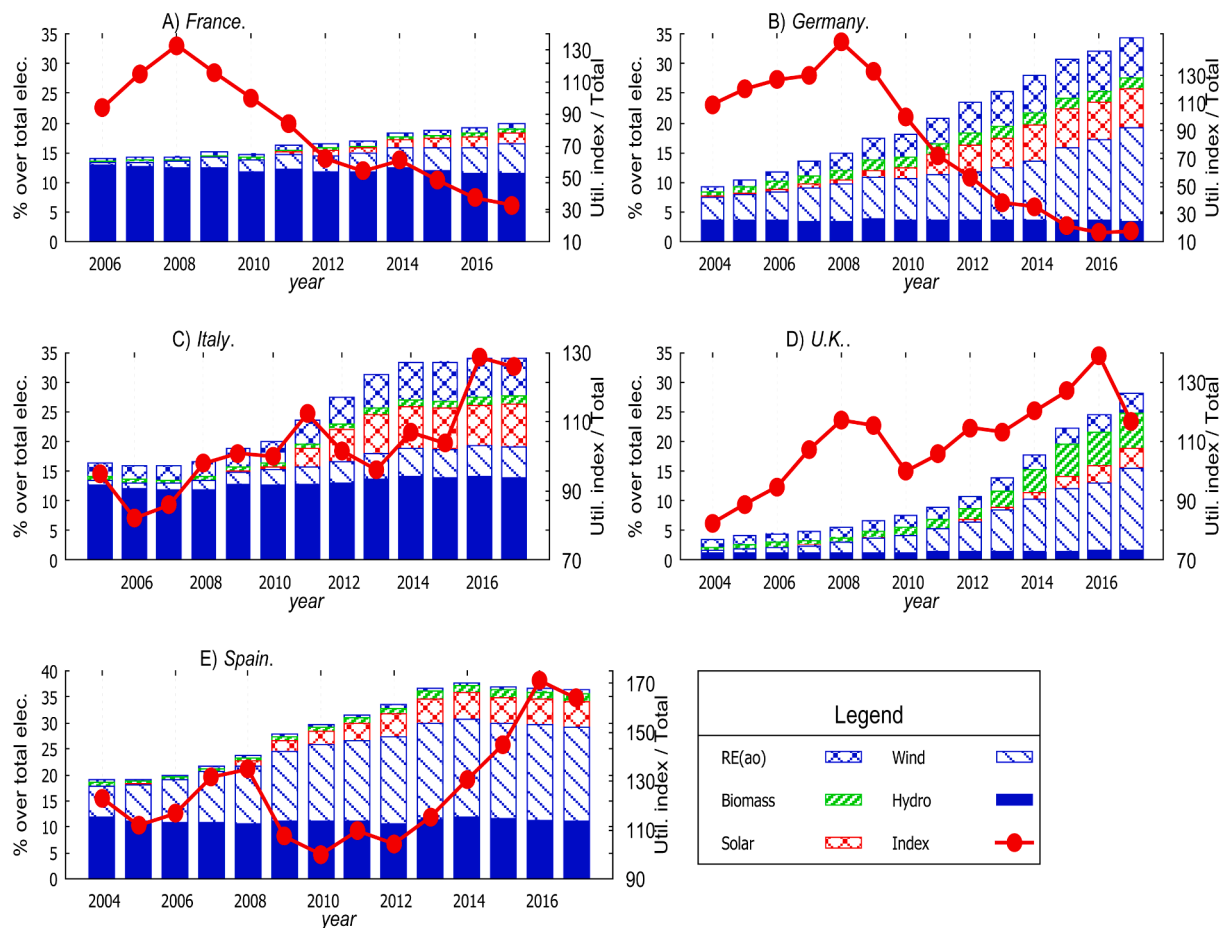 A) France.
% over total elec.
35
30
25
20
15
10
5
0
2006 2008 2010 2012 2014 2016
year
130
110
90
70
50
30
10
Util. index / Total
B) Germany.
% over total elec.
35
30
25
20
15
10
5
0
2004 2006 2008 2010 2012 2014 2016
year
130
110
90
70
50
30
10
Util. index / Total
C) Italy.
% over total elec.
35
30
25
20
15
10
5
0
2006 2008 2010 2012 2014 2016
year
130
110
90
70
Util. index / Total
D) U.K..
% over total elec.
35
30
25
20
15
10
5
0
2004 2006 2008 2010 2012 2014 2016
year
130
110
90
70
Util. index / Total
E) Spain.
% over total elec.
40
35
30
25
20
15
10
5
0
2004 2006 2008 2010 2012 2014 2016
year
170
150
130
110
90
Util. index / Total
Legend
RE(ao) Wind
Biomass Hydro
Solar Index